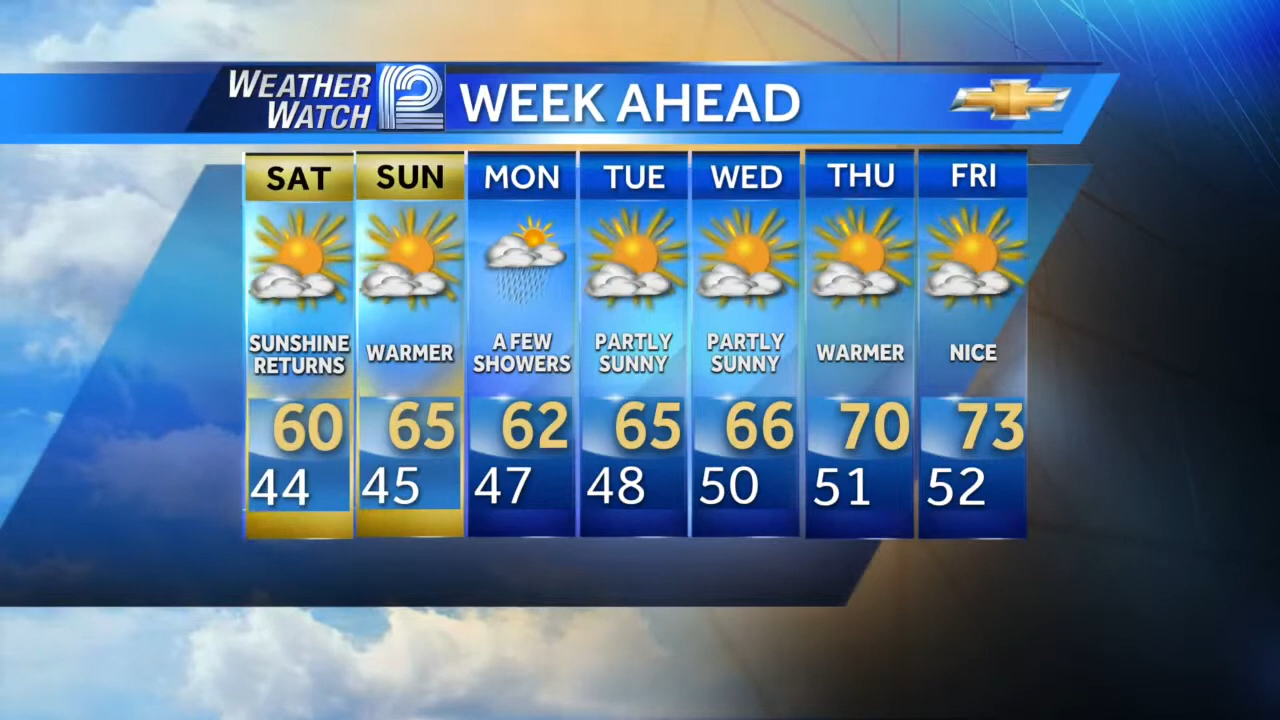 WEATHER
WATCH
12
WEEK AHEAD
SAT SUN MON TUE WED THU FRI
SUNSHINE
RETURNS
WARMER
A FEW
SHOWERS
PARTLY
SUNNY
PARTLY
SUNNY
WARMER
NICE
60 65 62 65 66 70 73
44 45 47 48 50 51 52